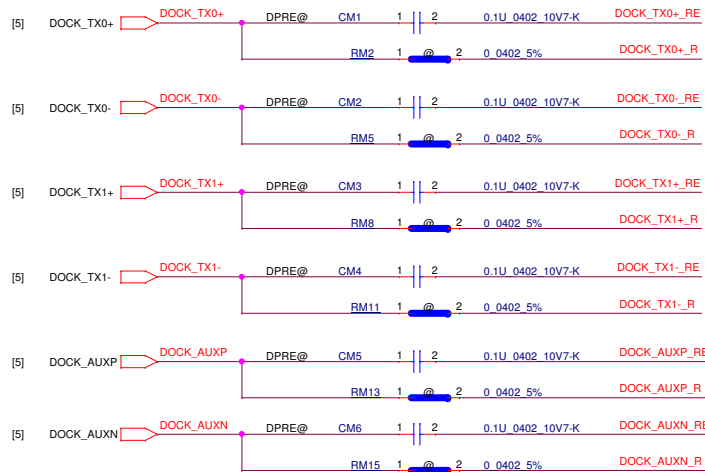 [5] DOCK_TX0+ DOCK_TX0+ DPRE@ CM1 1 2 0.1U_0402_10V7-K DOCK_TX0+_RE
RM2 1 @ 2 0_0402_5% DOCK_TX0+_R
[5] DOCK_TX0- DOCK_TX0- DPRE@ CM2 1 2 0.1U_0402_10V7-K DOCK_TX0-_RE
RM5 1 @ 2 0_0402_5% DOCK_TX0-_R
[5] DOCK_TX1+ DOCK_TX1+ DPRE@ CM3 1 2 0.1U_0402_10V7-K DOCK_TX1+_RE
RM8 1 @ 2 0_0402_5% DOCK_TX1+_R
[5] DOCK_TX1- DOCK_TX1- DPRE@ CM4 1 2 0.1U_0402_10V7-K DOCK_TX1-_RE
RM11 1 @ 2 0_0402_5% DOCK_TX1-_R
[5] DOCK_AUXP DOCK_AUXP DPRE@ CM5 1 2 0.1U_0402_10V7-K DOCK_AUXP_RE
RM13 1 @ 2 0_0402_5% DOCK_AUXP_R
[5] DOCK_AUXN DOCK_AUXN DPRE@ CM6 1 2 0.1U_0402_10V7-K DOCK_AUXN_RE
RM15 1 @ 2 0_0402_5% DOCK_AUXN_R